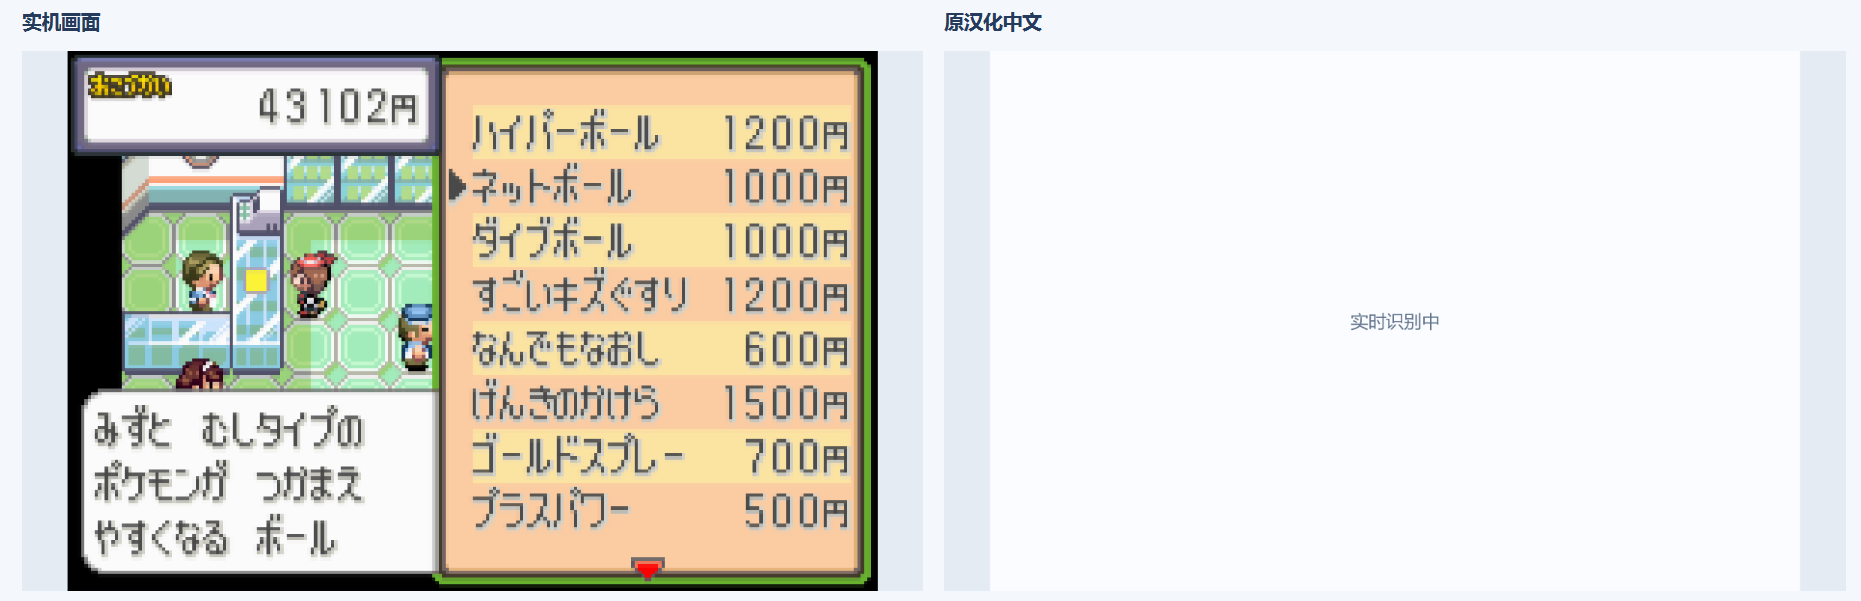 实机画面
原汉化中文
43102円
ハイパーボール 1200円
ネットボール 1000円
ダイブボール 1000円
すごいキズぐすり 1200円
なんでもなおし 600円
げんきのかけら 1500円
ゴールドスプレー 700円
プラスパワー 500円
みずと むしタイプの
ポケモンが つかまえ
やすくなる ボール
实时识别中